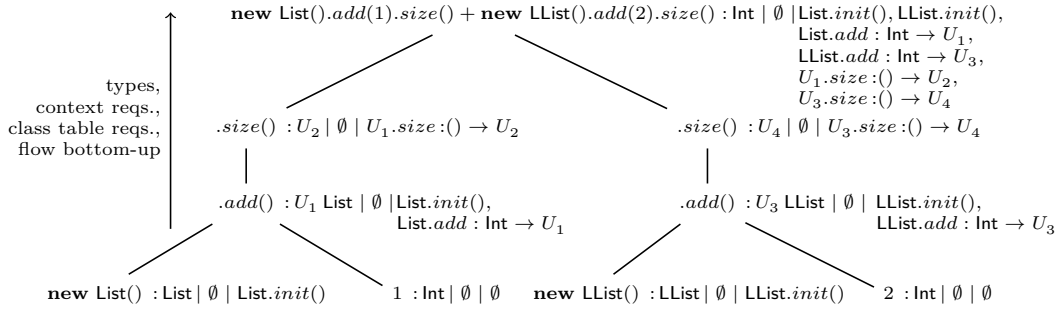 new List().add(1).size() + new LList().add(2).size() : Int | ∅ |List.init(), LList.init(),
List.add : Int → U₁,
LList.add : Int → U₃,
U₁.size :() → U₂,
U₃.size :() → U₄
types,
context reqs.,
class table reqs.,
flow bottom-up
.size() : U₂ | ∅ | U₁.size :() → U₂
.size() : U₄ | ∅ | U₃.size :() → U₄
.add() : U₁ List | ∅ |List.init(),
List.add : Int → U₁
.add() : U₃ LList | ∅ | LList.init(),
LList.add : Int → U₃
new List() : List | ∅ | List.init()
1 : Int | ∅ | ∅
new LList() : LList | ∅ | LList.init()
2 : Int | ∅ | ∅